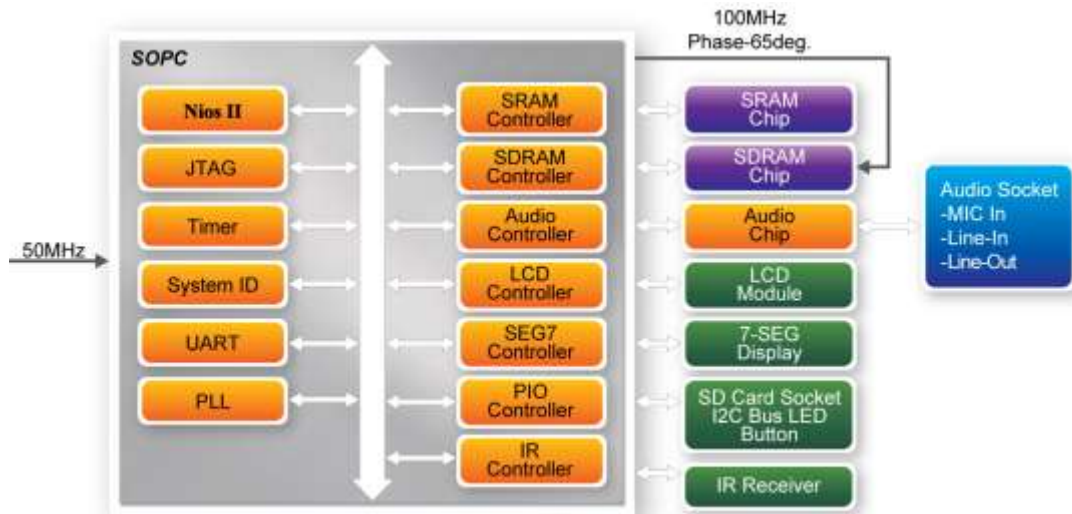 100MHz
Phase-65deg.
SOPC
50MHz
Nios II
JTAG
Timer
System ID
UART
PLL
SRAM
Controller
SDRAM
Controller
Audio
Controller
LCD
Controller
SEG7
Controller
PIO
Controller
IR
Controller
SRAM
Chip
SDRAM
Chip
Audio
Chip
LCD
Module
7-SEG
Display
SD Card Socket
I2C Bus LED
Button
IR Receiver
Audio Socket
-MIC In
-Line-In
-Line-Out